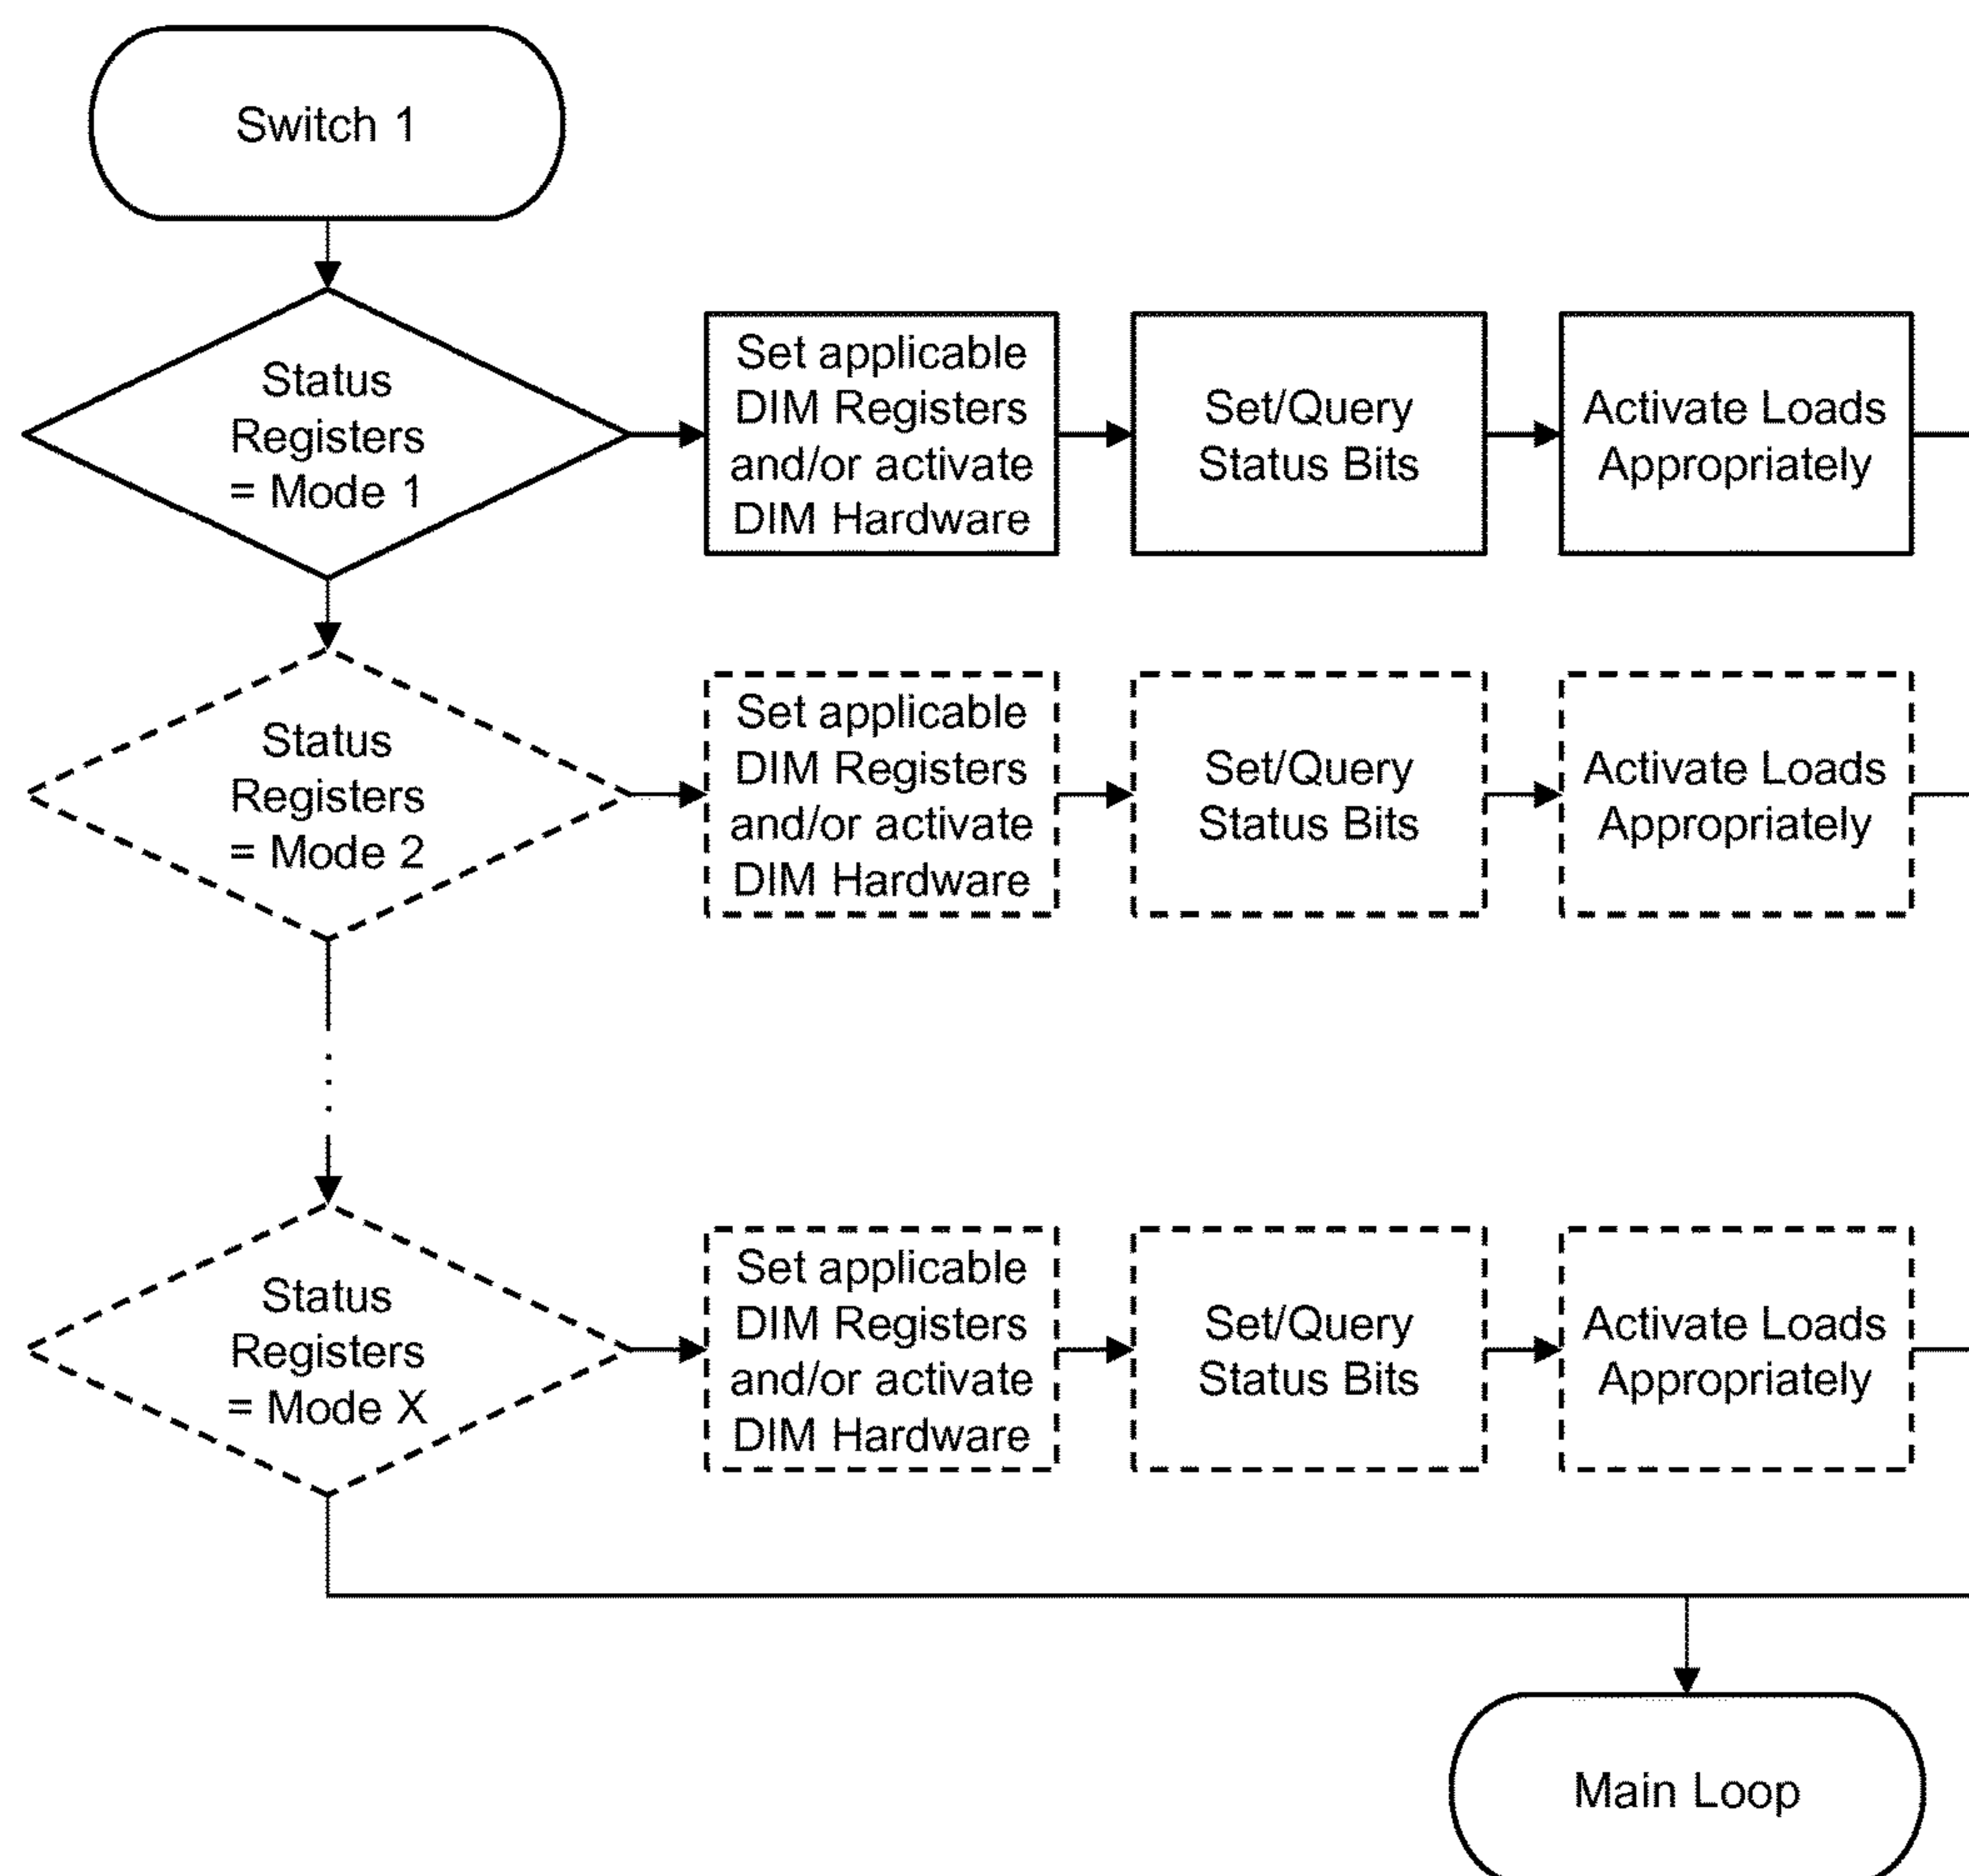 Switch 1
Status
Registers
= Mode 1
Set applicable
DIM Registers
and/or activate
DIM Hardware
Set/Query
Status Bits
Activate Loads
Appropriately
Status
Registers
= Mode 2
Set applicable
DIM Registers
and/or activate
DIM Hardware
Set/Query
Status Bits
Activate Loads
Appropriately
Status
Registers
= Mode X
Set applicable
DIM Registers
and/or activate
DIM Hardware
Set/Query
Status Bits
Activate Loads
Appropriately
Main Loop